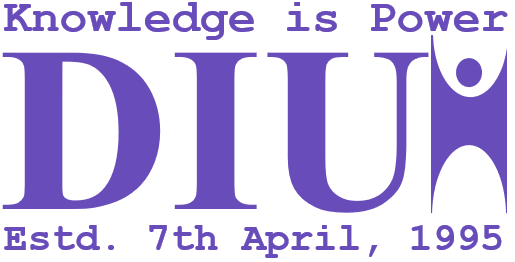 Knowledge is Power
DIU
Estd. 7th April, 1995